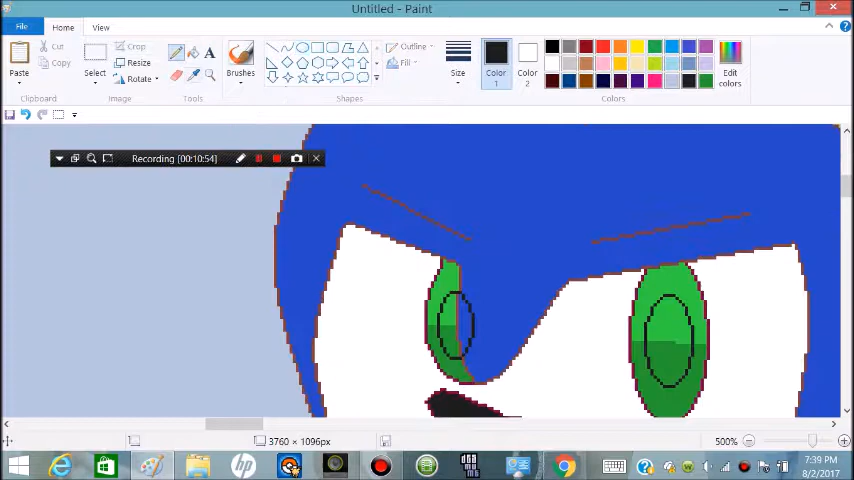 Untitled - Paint
File Home View
Paste
Cut
Copy
Clipboard
Select
Crop
Resize
Rotate
Image
Tools
Brushes
Outline
Fill
Shapes
Size
Color 1
Color 2
Edit colors
Colors
Recording [00:10:54]
3760 × 1096px
500%
hp
7:39 PM
8/2/2017